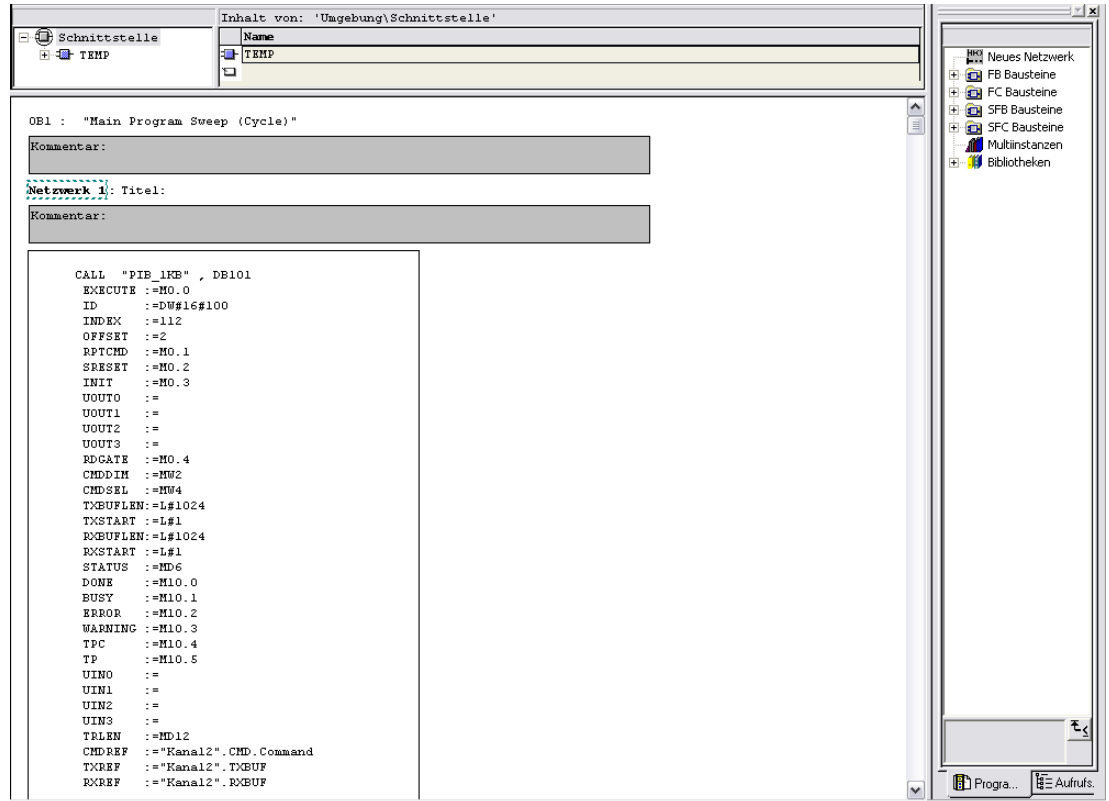 Inhalt von: 'Umgebung\Schnittstelle'
Schnittstelle
TEMP
Name
TEMP
OB1 : "Main Program Sweep (Cycle)"
Kommentar:
Netzwerk 1: Titel:
Kommentar:
CALL "PIB_1KB" , DB101
EXECUTE :=M0.0
ID :=DW#16#100
INDEX :=112
OFFSET :=2
RPTCMD :=M0.1
SRESET :=M0.2
INIT :=M0.3
UOUT0 :=
UOUT1 :=
UOUT2 :=
UOUT3 :=
RDGATE :=M0.4
CMDDIM :=MW2
CMDSEL :=MW4
TXBUFLEN:=L#1024
TXSTART :=L#1
RXBUFLEN:=L#1024
RXSTART :=L#1
STATUS :=MD6
DONE :=M10.0
BUSY :=M10.1
ERROR :=M10.2
WARNING :=M10.3
TPC :=M10.4
TP :=M10.5
UIN0 :=
UIN1 :=
UIN2 :=
UIN3 :=
TRLEN :=MD12
CMDREF :="Kanal2".CMD.Command
TXREF :="Kanal2".TXBUF
RXREF :="Kanal2".RXBUF
Neues Netzwerk
FB Bausteine
FC Bausteine
SFB Bausteine
SFC Bausteine
Multiinstanzen
Bibliotheken
Progra...
Aufrufs.